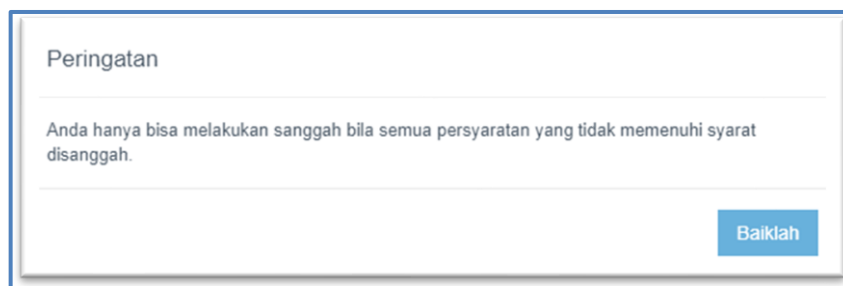 Peringatan
Anda hanya bisa melakukan sanggah bila semua persyaratan yang tidak memenuhi syarat
disanggah.
Baiklah